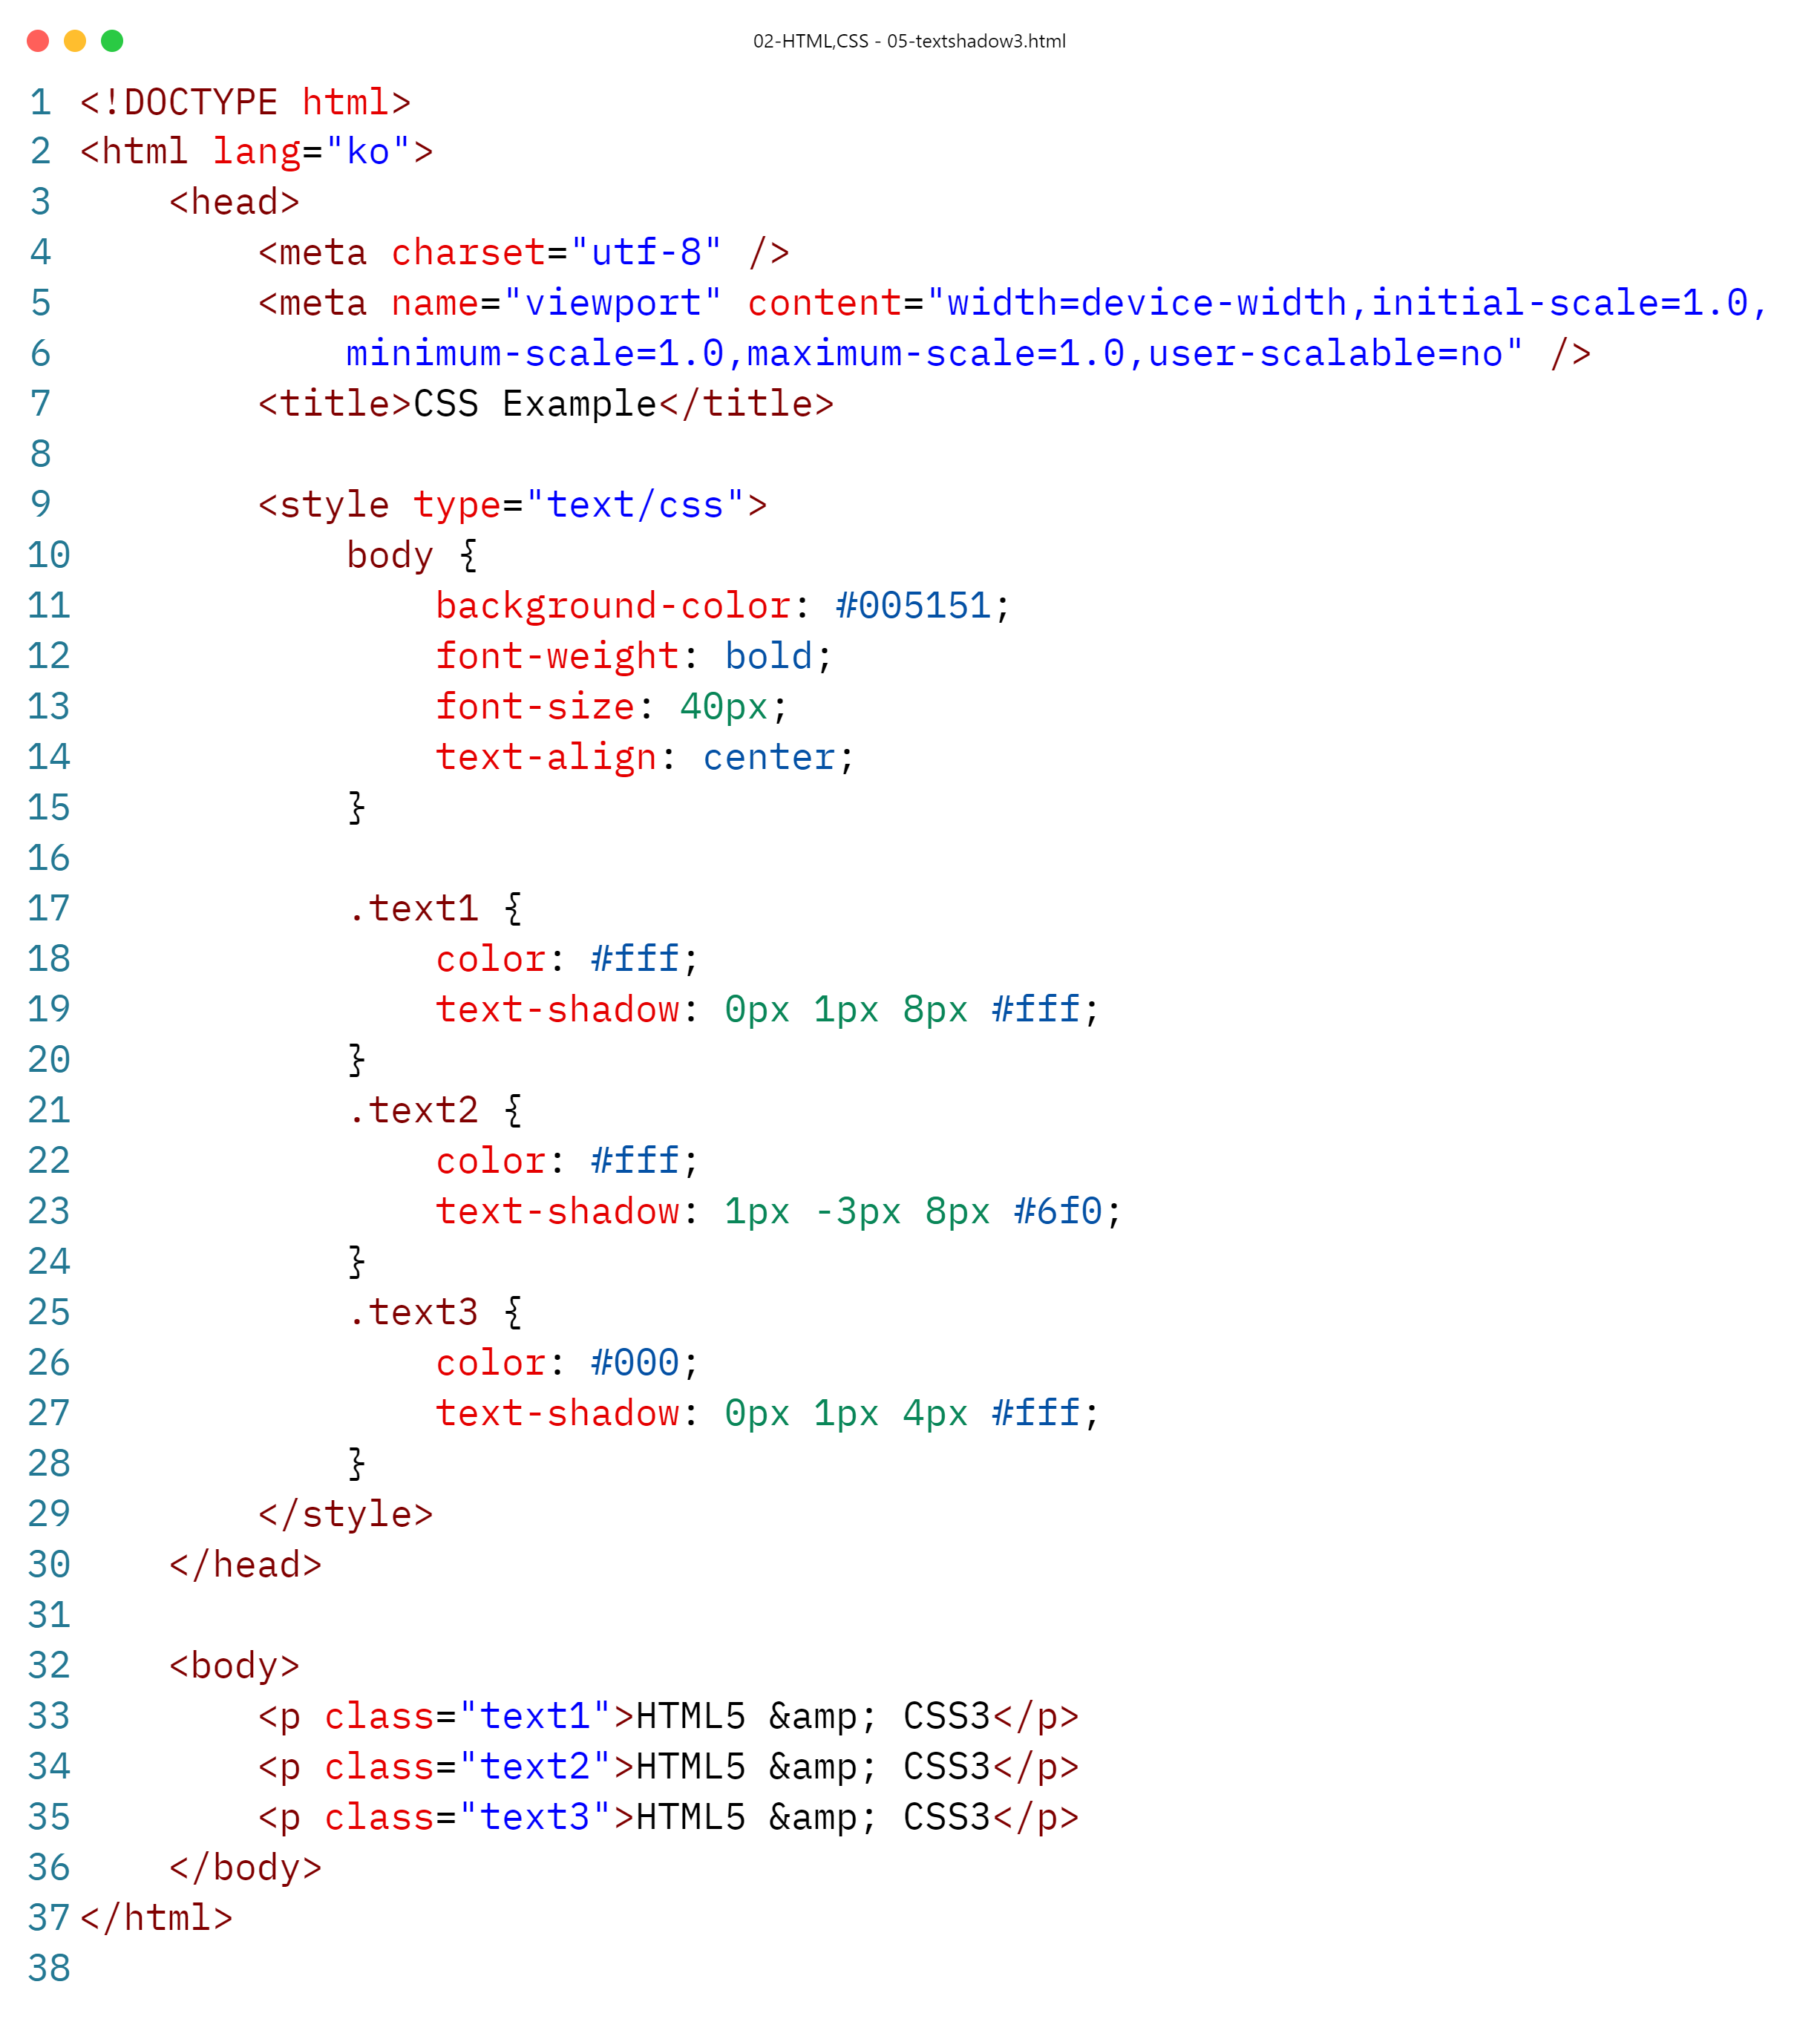 02-HTML,CSS - 05-textshadow3.html
1 <!DOCTYPE html>
2 <html lang="ko">
3     <head>
4         <meta charset="utf-8" />
5         <meta name="viewport" content="width=device-width,initial-scale=1.0,
6             minimum-scale=1.0,maximum-scale=1.0,user-scalable=no" />
7         <title>CSS Example</title>
8
9         <style type="text/css">
10             body {
11                 background-color: #005151;
12                 font-weight: bold;
13                 font-size: 40px;
14                 text-align: center;
15             }
16
17             .text1 {
18                 color: #fff;
19                 text-shadow: 0px 1px 8px #fff;
20             }
21             .text2 {
22                 color: #fff;
23                 text-shadow: 1px -3px 8px #6f0;
24             }
25             .text3 {
26                 color: #000;
27                 text-shadow: 0px 1px 4px #fff;
28             }
29         </style>
30     </head>
31
32     <body>
33         <p class="text1">HTML5 &amp; CSS3</p>
34         <p class="text2">HTML5 &amp; CSS3</p>
35         <p class="text3">HTML5 &amp; CSS3</p>
36     </body>
37 </html>
38